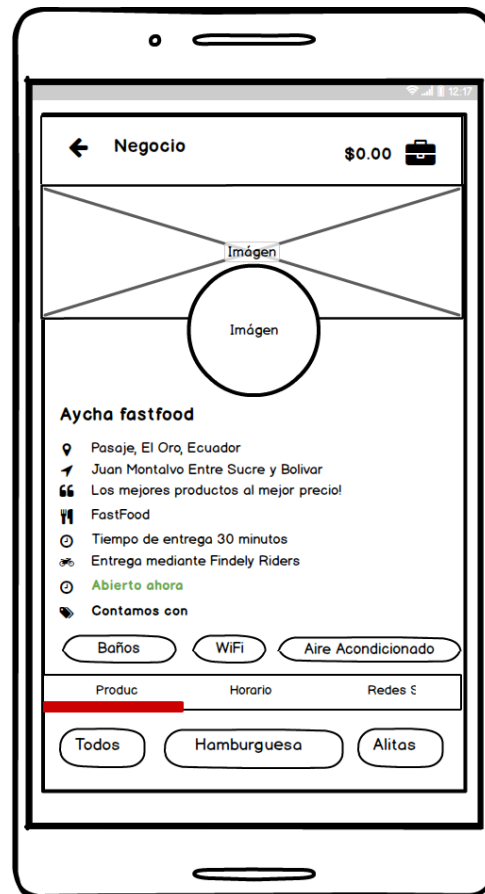 12:17
Negocio
$0.00
Imágen
Imágen
Aycha fastfood
Pasaje, El Oro, Ecuador
Juan Montalvo Entre Sucre y Bolivar
Los mejores productos al mejor precio!
FastFood
Tiempo de entrega 30 minutos
Entrega mediante Findely Riders
Abierto ahora
Contamos con
Baños WiFi Aire Acondicionado
Produc Horario Redes S
Todos Hamburguesa Alitas